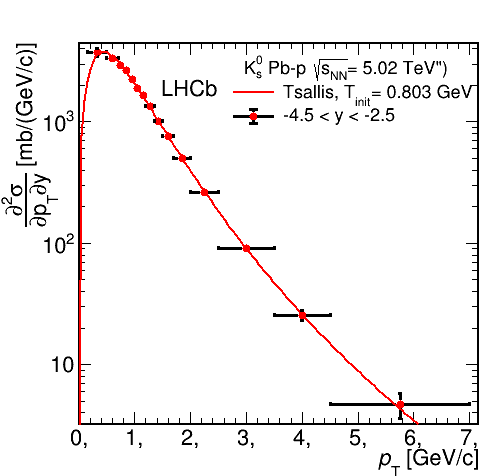 K⁰ₛ Pb-p √sNN= 5.02 TeV")
LHCb
Tsallis, Tinit= 0.803 GeV
-4.5 < y < -2.5
∂²σ
∂pT∂y [mb/(GeV/c)]
10³
10²
10
0, 1, 2, 3, 4, 5, 6, 7,
pT [GeV/c]